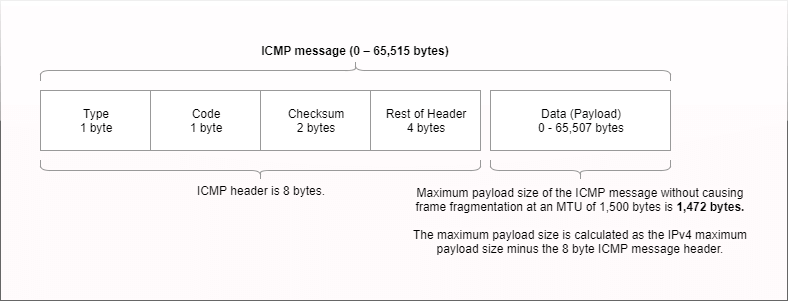 ICMP message (0 – 65,515 bytes)
Type
1 byte
Code
1 byte
Checksum
2 bytes
Rest of Header
4 bytes
Data (Payload)
0 - 65,507 bytes
ICMP header is 8 bytes.
Maximum payload size of the ICMP message without causing
frame fragmentation at an MTU of 1,500 bytes is 1,472 bytes.
The maximum payload size is calculated as the IPv4 maximum
payload size minus the 8 byte ICMP message header.